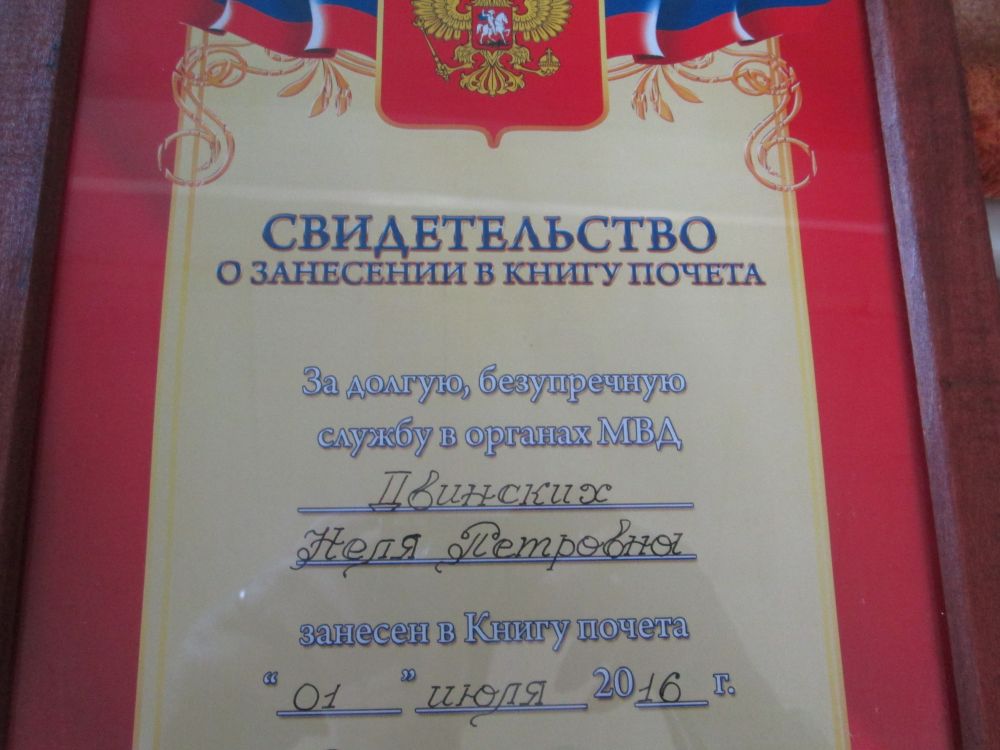 СВИДЕТЕЛЬСТВО
О ЗАНЕСЕНИИ В КНИГУ ПОЧЕТА
За долгую, безупречную
службу в органах МВД
Двинских
Неля Петровна
занесен в Книгу почета
“ 01 ” июля 2016 г.